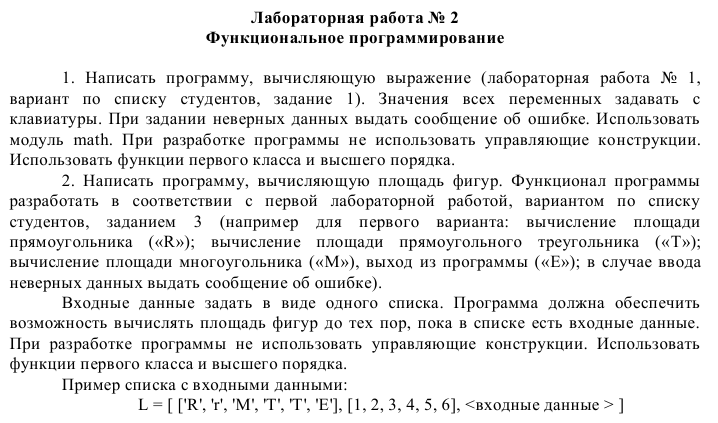 Лабораторная работа № 2
Функциональное программирование
1. Написать программу, вычисляющую выражение (лабораторная работа № 1,
вариант по списку студентов, задание 1). Значения всех переменных задавать с
клавиатуры. При задании неверных данных выдать сообщение об ошибке. Использовать
модуль math. При разработке программы не использовать управляющие конструкции.
Использовать функции первого класса и высшего порядка.
2. Написать программу, вычисляющую площадь фигур. Функционал программы
разработать в соответствии с первой лабораторной работой, вариантом по списку
студентов, заданием 3 (например для первого варианта: вычисление площади
прямоугольника («R»); вычисление площади прямоугольного треугольника («T»);
вычисление площади многоугольника («M»), выход из программы («E»); в случае ввода
неверных данных выдать сообщение об ошибке).
Входные данные задать в виде одного списка. Программа должна обеспечить
возможность вычислять площадь фигур до тех пор, пока в списке есть входные данные.
При разработке программы не использовать управляющие конструкции. Использовать
функции первого класса и высшего порядка.
Пример списка с входными данными:
L = [ ['R', 'r', 'M', 'T', 'T', 'E'], [1, 2, 3, 4, 5, 6], <входные данные > ]